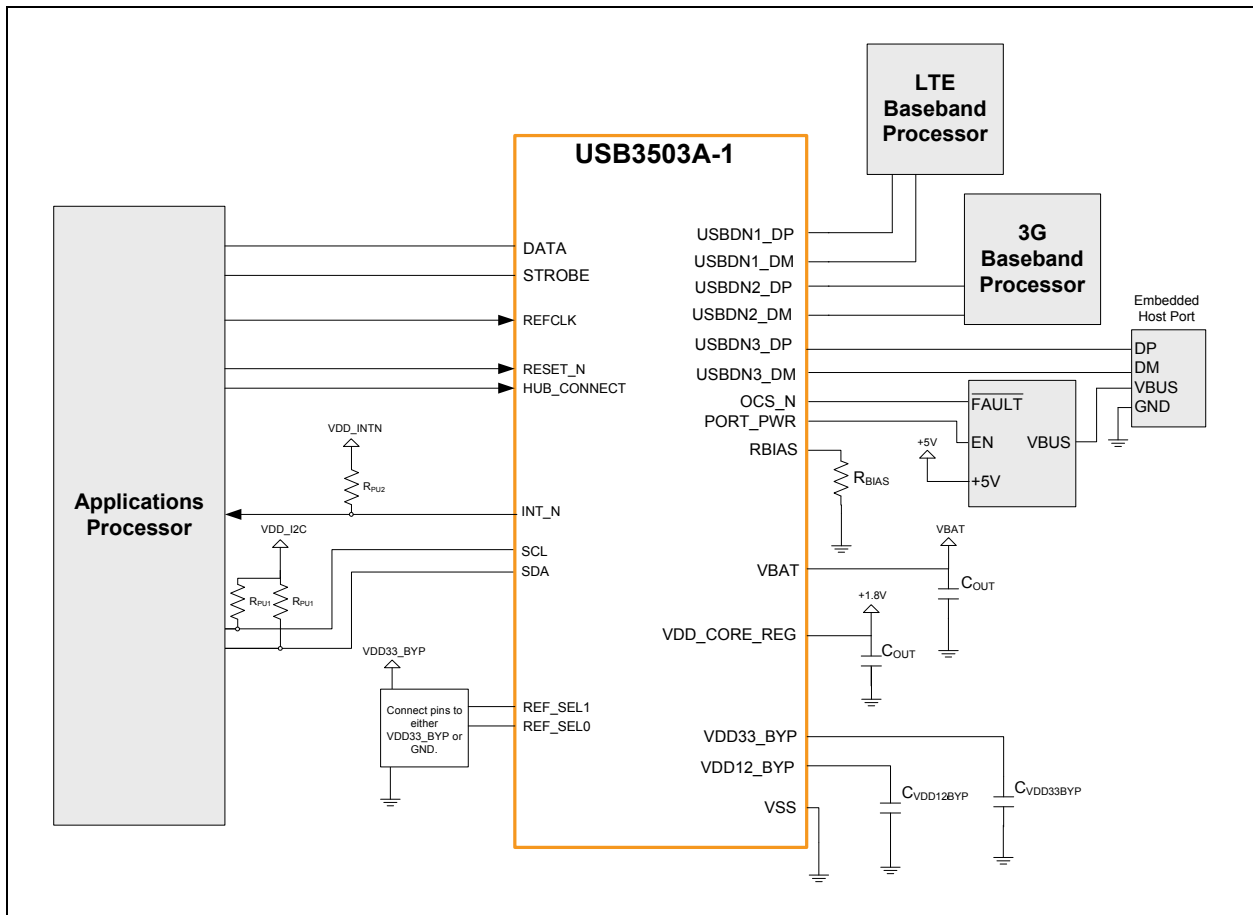 LTE
Baseband
Processor
USB3503A-1
3G
Baseband
Processor
Embedded
Host Port
DP
DM
VBUS
GND
Applications
Processor
DATA
STROBE
REFCLK
RESET_N
HUB_CONNECT
VDD_INTN
RPU2
INT_N
VDD_I2C
SCL
SDA
RPU1
RPU1
VDD33_BYP
Connect pins to
either
VDD33_BYP or
GND.
REF_SEL1
REF_SEL0
USBDN1_DP
USBDN1_DM
USBDN2_DP
USBDN2_DM
USBDN3_DP
USBDN3_DM
OCS_N
PORT_PWR
RBIAS
RBIAS
FAULT
EN
VBUS
+5V
+5V
VBAT
VBAT
COUT
VDD_CORE_REG
+1.8V
COUT
VDD33_BYP
VDD12_BYP
VSS
CVDD12BYP
CVDD33BYP